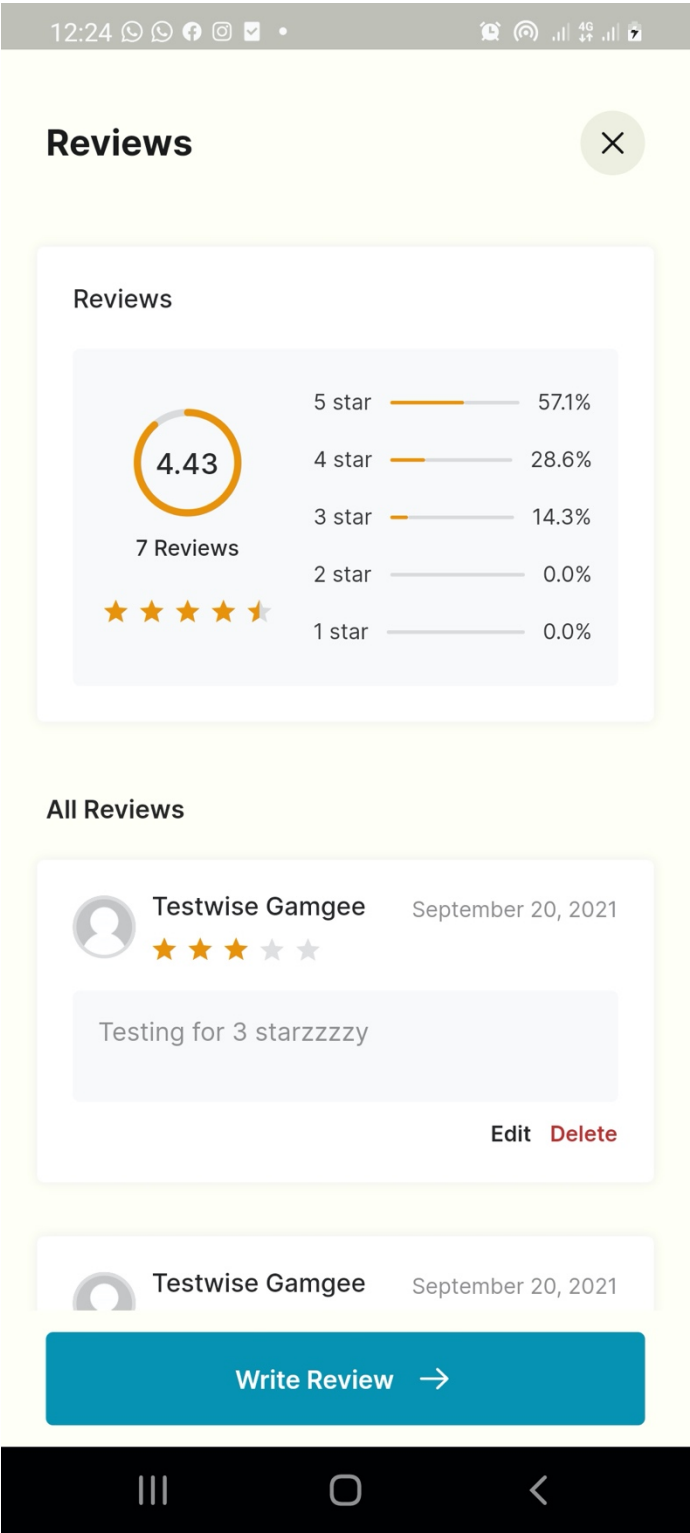 12:24
4G
Reviews
Reviews
4.43
7 Reviews
5 star 57.1%
4 star 28.6%
3 star 14.3%
2 star 0.0%
1 star 0.0%
All Reviews
Testwise Gamgee September 20, 2021
Testing for 3 starzzzzy
Edit Delete
Testwise Gamgee September 20, 2021
Write Review →